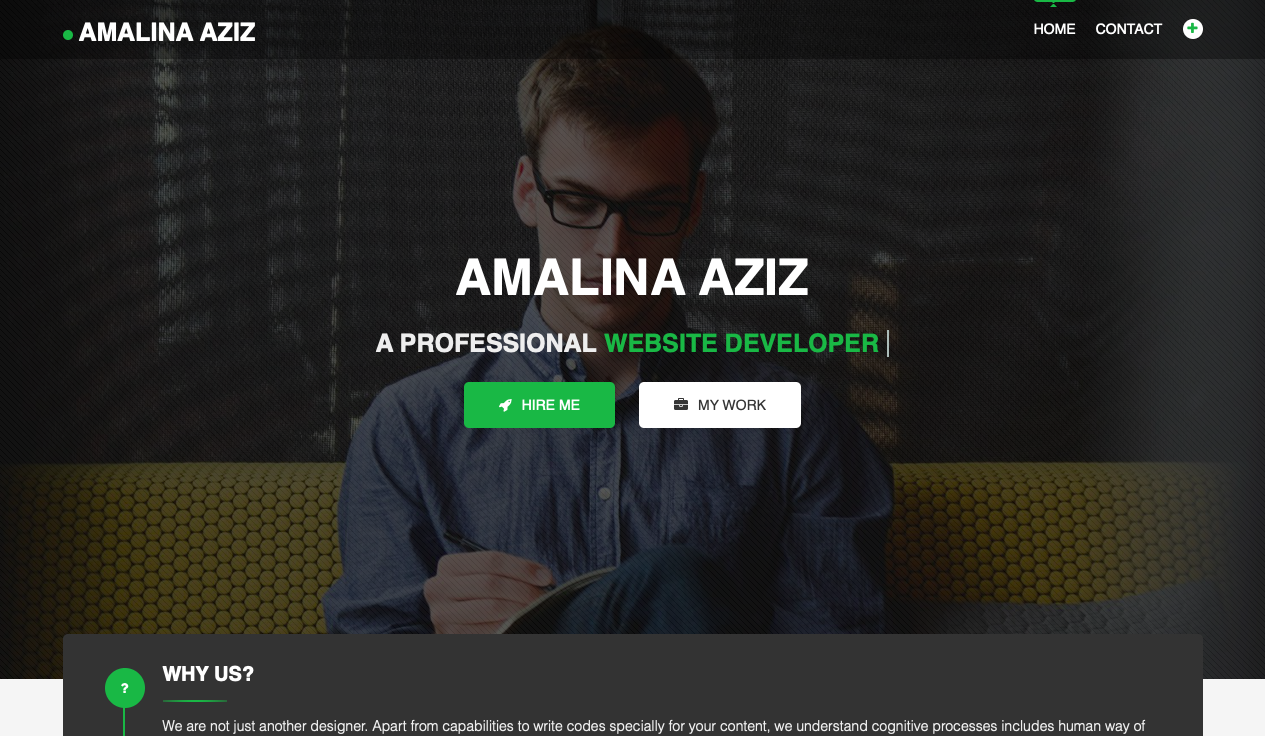 AMALINA AZIZ
HOME CONTACT
AMALINA AZIZ
A PROFESSIONAL WEBSITE DEVELOPER
HIRE ME
MY WORK
?
WHY US?
We are not just another designer. Apart from capabilities to write codes specially for your content, we understand cognitive processes includes human way of